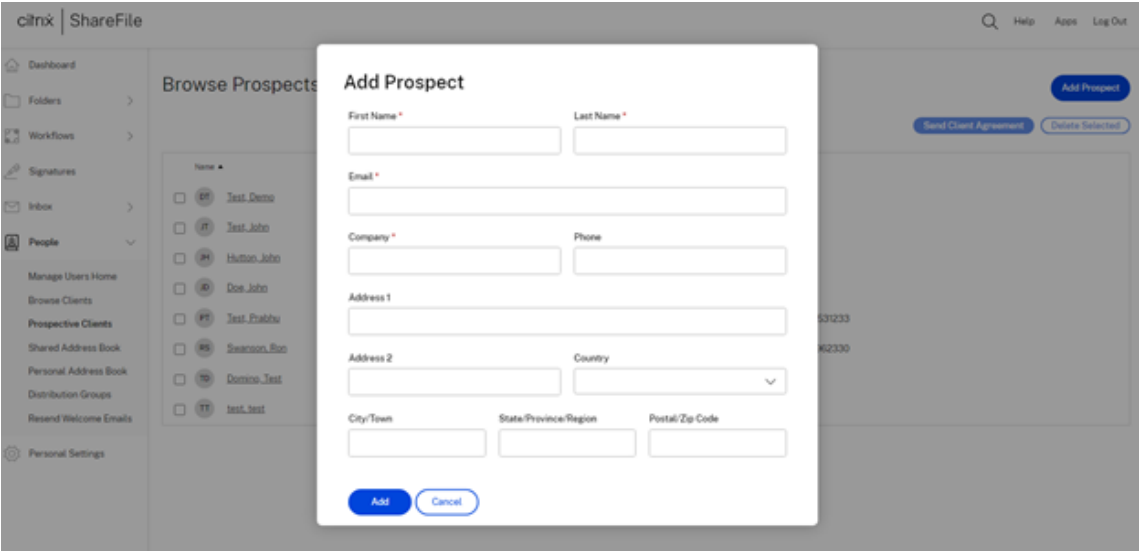 citrix | ShareFile
Help Apps Log Out
Dashboard
Folders
Workflows
Signatures
Inbox
People
Manage Users Home
Browse Clients
Prospective Clients
Shared Address Book
Personal Address Book
Distribution Groups
Resend Welcome Emails
Personal Settings
Browse Prospects
Add Prospect
Send Client Agreement Delete Selected
Name
DT Test, Demo
JT Test, John
JH Hutton, John
JD Doe, John
PT Test, Prabhu
531233
RS Swanson, Ron
962330
TD Domino, Test
TT test, test
Add Prospect
First Name * Last Name *
Email *
Company * Phone
Address 1
Address 2 Country
City/Town State/Province/Region Postal/Zip Code
Add Cancel